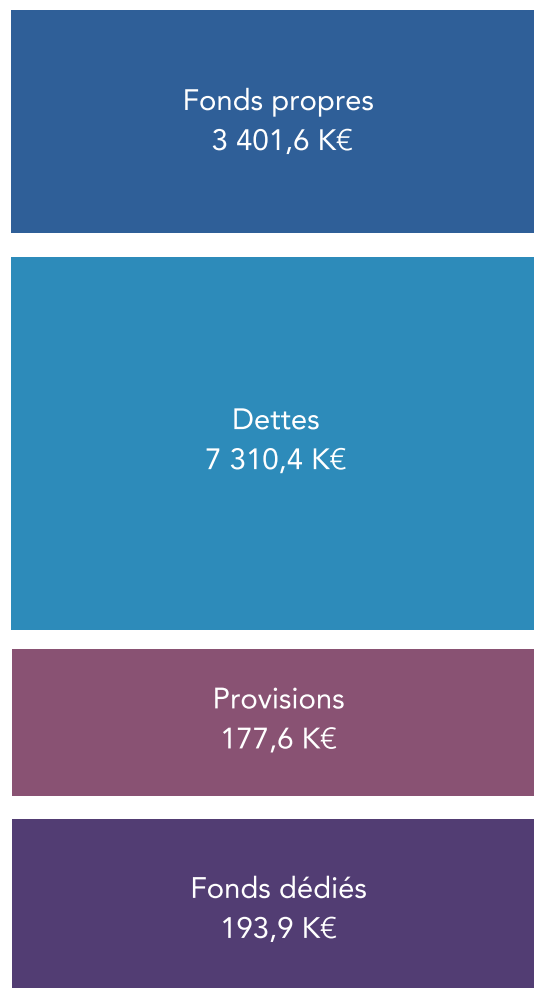 Fonds propres
3 401,6 K€
Dettes
7 310,4 K€
Provisions
177,6 K€
Fonds dédiés
193,9 K€